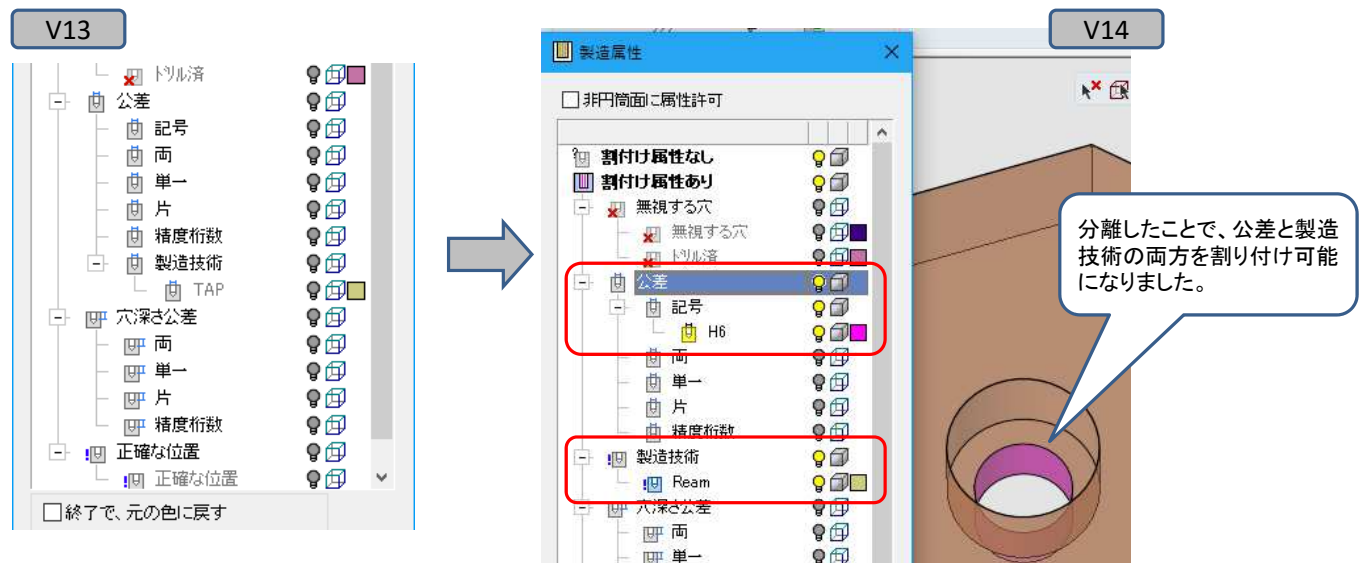 V13
ドリル済
公差
記号
両
単一
片
精度桁数
製造技術
TAP
穴深さ公差
両
単一
片
精度桁数
正確な位置
正確な位置
終了で、元の色に戻す
V14
製造属性
非円筒面に属性許可
割付け属性なし
割付け属性あり
無視する穴
無視する穴
ドリル済
公差
記号
H6
両
単一
片
精度桁数
製造技術
Ream
穴深さ公差
両
単一
分離したことで、公差と製造
技術の両方を割り付け可能
になりました。